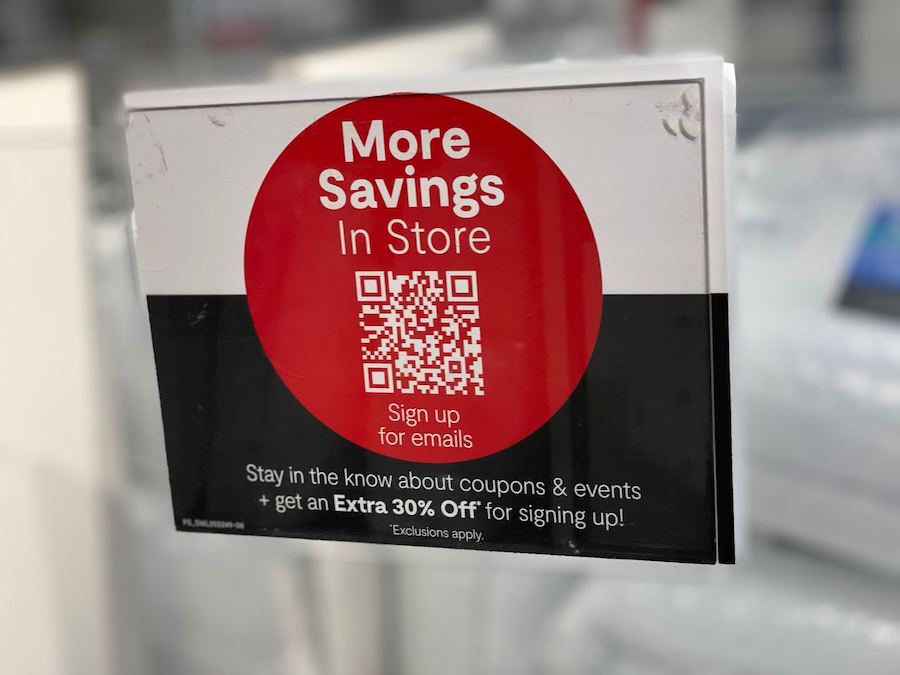 More
Savings
In Store
Sign up
for emails
Stay in the know about coupons & events
+ get an Extra 30% Off* for signing up!
*Exclusions apply.